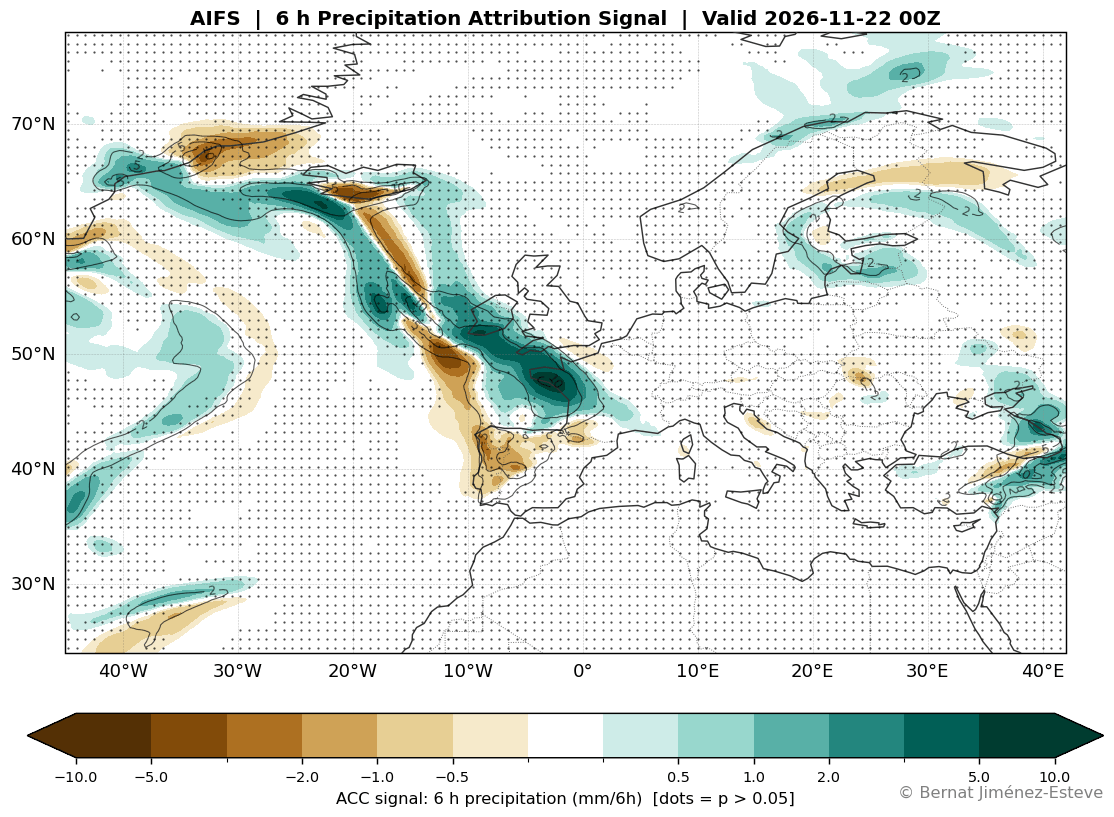 AIFS | 6 h Precipitation Attribution Signal | Valid 2026-11-22 00Z
70°N
60°N
50°N
40°N
30°N
40°W 30°W 20°W 10°W 0° 10°E 20°E 30°E 40°E
−10.0 −5.0 −2.0 −1.0 −0.5 0.5 1.0 2.0 5.0 10.0
ACC signal: 6 h precipitation (mm/6h) [dots = p > 0.05]
© Bernat Jiménez-Esteve